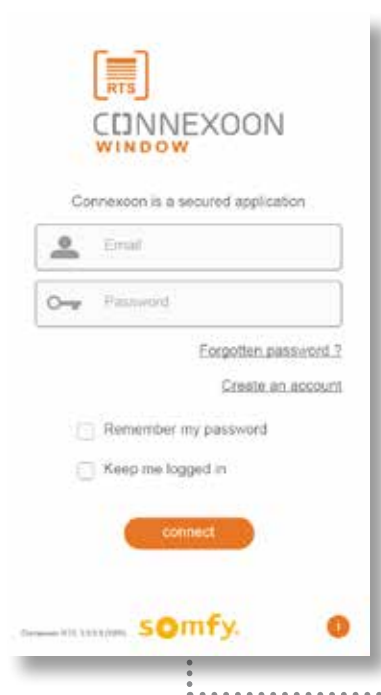 RTS
CONNEXOON
WINDOW
Connexoon is a secured application
Email
Password
Forgotten password ?
Create an account
Remember my password
Keep me logged in
connect
somfy.
i